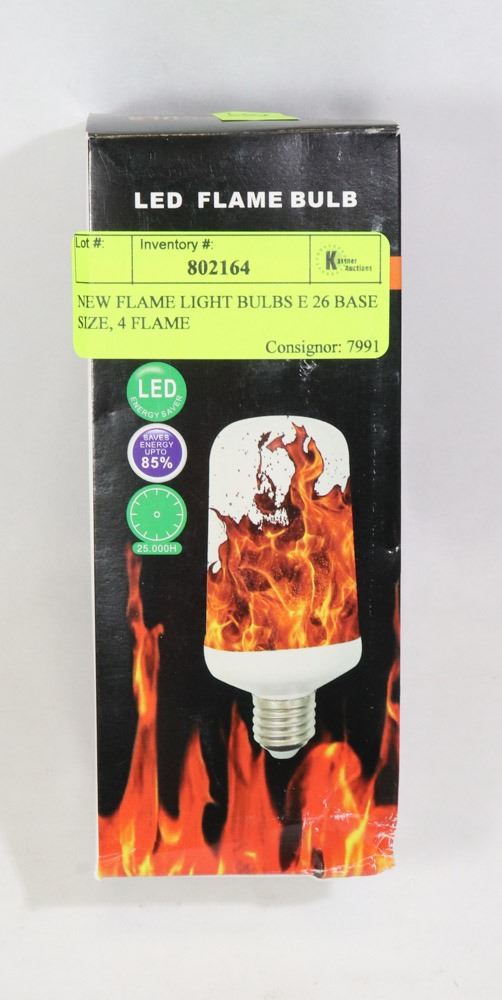 LED FLAME BULB
Lot #:
Inventory #:
802164
Kastner
Auctions
NEW FLAME LIGHT BULBS E 26 BASE
SIZE, 4 FLAME
Consignor: 7991
LED
ENERGY SAVER
SAVES
ENERGY
UPTO
85%
25.000H